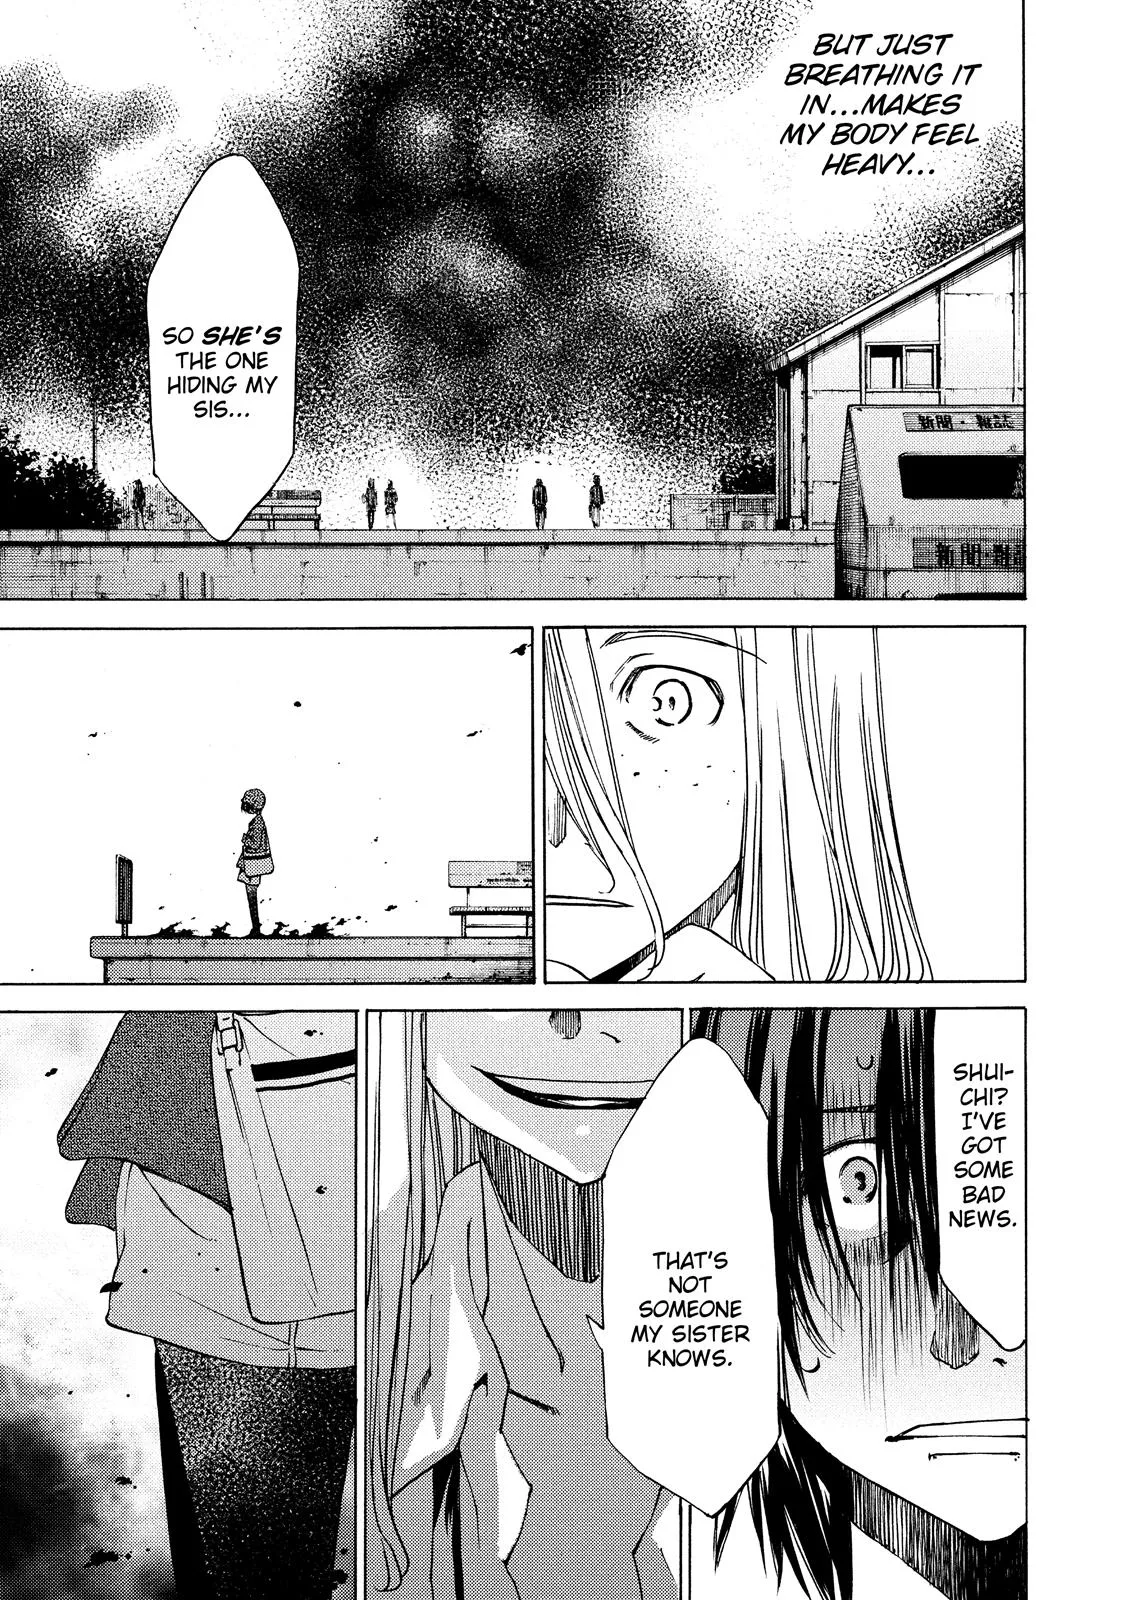 BUT JUST
BREATHING IT
IN...MAKES
MY BODY FEEL
HEAVY...
SO SHE'S
THE ONE
HIDING MY
SIS...
新聞・雑誌
新聞・雑誌
SHUI-
CHI?
I'VE
GOT
SOME
BAD
NEWS.
THAT'S
NOT
SOMEONE
MY SISTER
KNOWS.